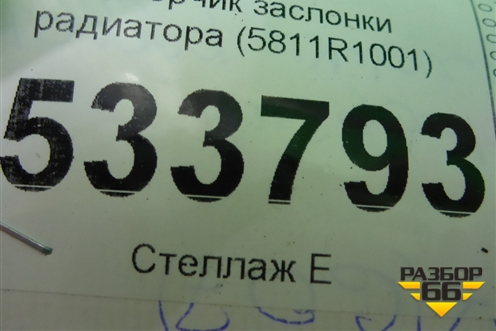 заслонки
радиатора (5811R1001)
533793
Стеллаж Е
РАЗБОР
66